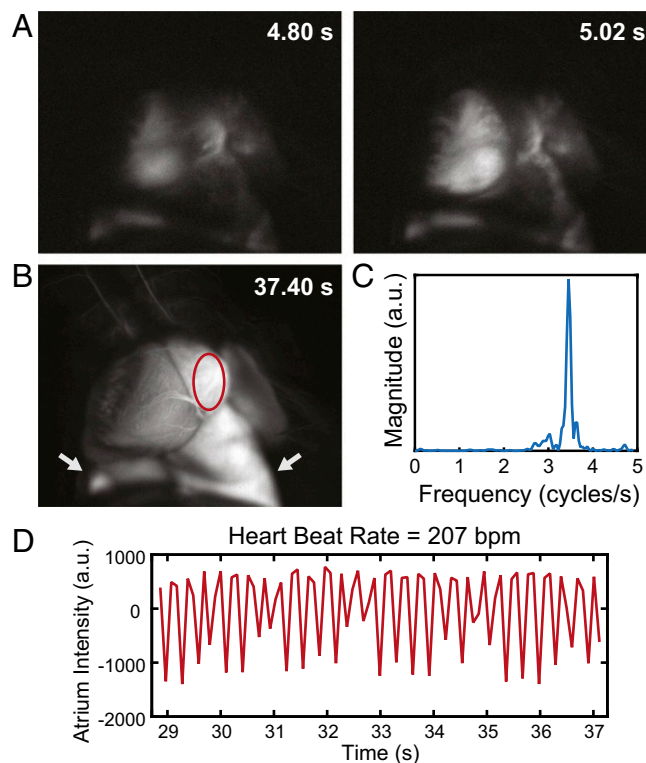 A
4.80 s
5.02 s
B
37.40 s
C
Magnitude (a.u.)
0 1 2 3 4 5
Frequency (cycles/s)
D
Heart Beat Rate = 207 bpm
Atrium Intensity (a.u.)
1000
0
-1000
-2000
29 30 31 32 33 34 35 36 37
Time (s)